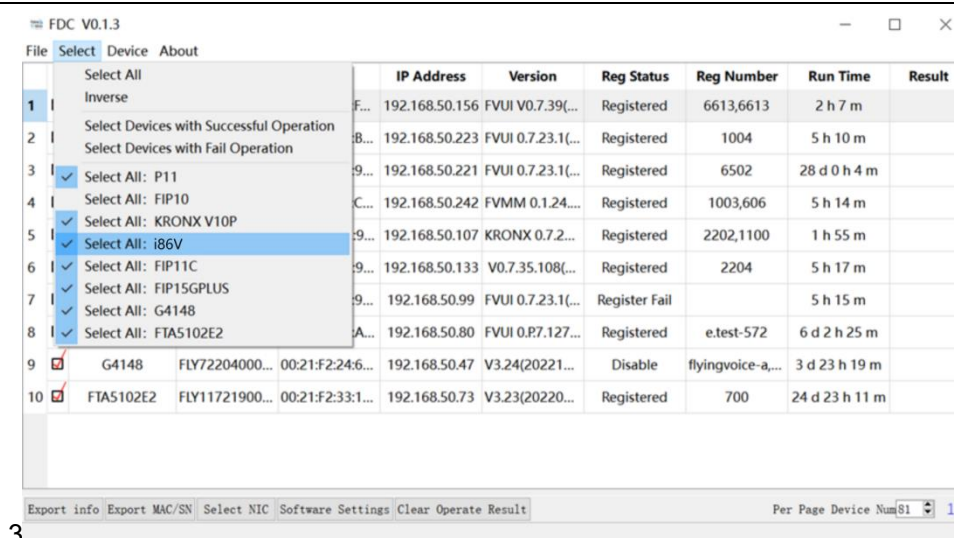 FDC V0.1.3
File Select Device About
IP Address Version Reg Status Reg Number Run Time Result
Select All
Inverse
Select Devices with Successful Operation
Select Devices with Fail Operation
Select All: P11
Select All: FIP10
Select All: KRONX V10P
Select All: i86V
Select All: FIP11C
Select All: FIP15GPLUS
Select All: G4148
Select All: FTA5102E2
1 :F... 192.168.50.156 FVUI V0.7.39(... Registered 6613,6613 2 h 7 m
2 :B... 192.168.50.223 FVUI 0.7.23.1(... Registered 1004 5 h 10 m
3 :9... 192.168.50.221 FVUI 0.7.23.1(... Registered 6502 28 d 0 h 4 m
4 :C... 192.168.50.242 FVMM 0.1.24.... Registered 1003,606 5 h 14 m
5 :9... 192.168.50.107 KRONX 0.7.2... Registered 2202,1100 1 h 55 m
6 :9... 192.168.50.133 V0.7.35.108(... Registered 2204 5 h 17 m
7 :9... 192.168.50.99 FVUI 0.7.23.1(... Register Fail 5 h 15 m
8 :A... 192.168.50.80 FVUI 0.P.7.127... Registered e.test-572 6 d 2 h 25 m
9 G4148 FLY72204000... 00:21:F2:24:6... 192.168.50.47 V3.24(20221... Disable flyingvoice-a,... 3 d 23 h 19 m
10 FTA5102E2 FLY11721900... 00:21:F2:33:1... 192.168.50.73 V3.23(20220... Registered 700 24 d 23 h 11 m
Export info Export MAC/SN Select NIC Software Settings Clear Operate Result Per Page Device Num 81 1
3